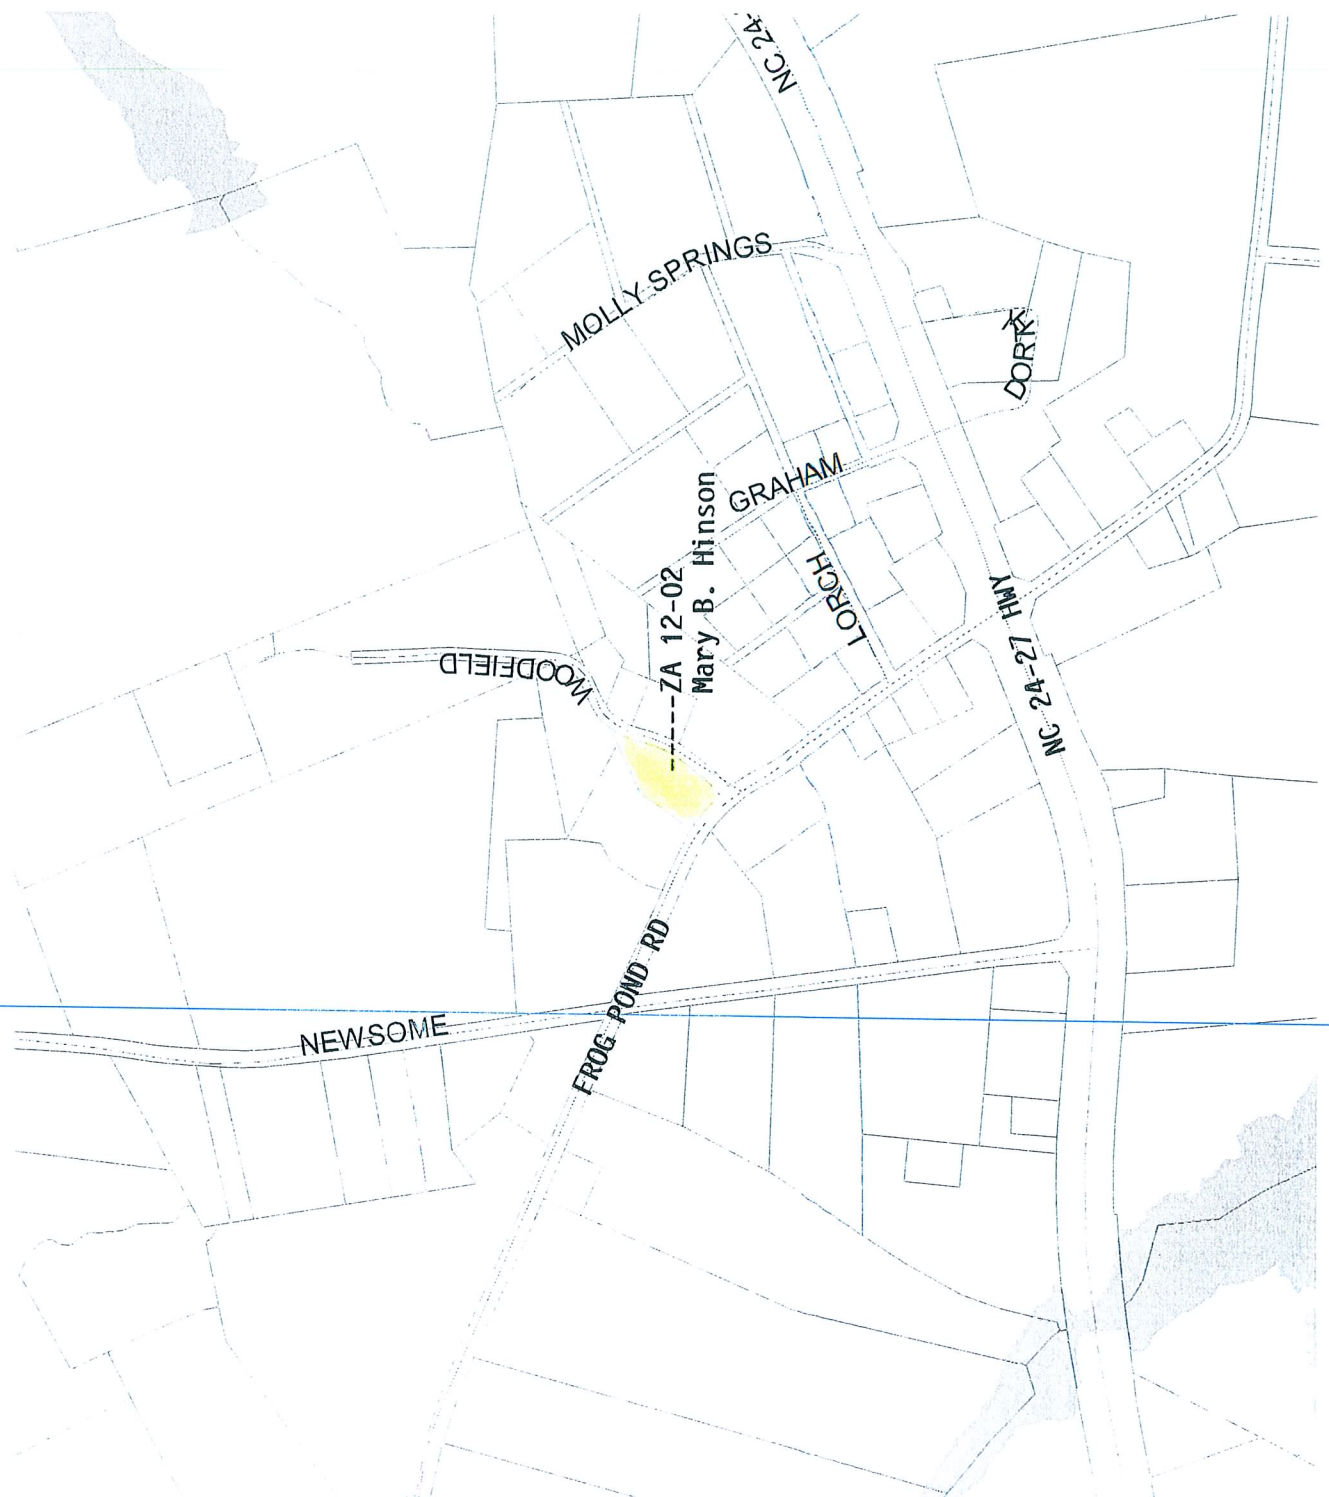 NC 24-
MOLLY SPRINGS
DORK
GRAHAM
ZA 12-02
Mary B. Hinson
LORCH
NC 24-27 HWY
WOODFIELD
FROG POND RD
NEWSOME